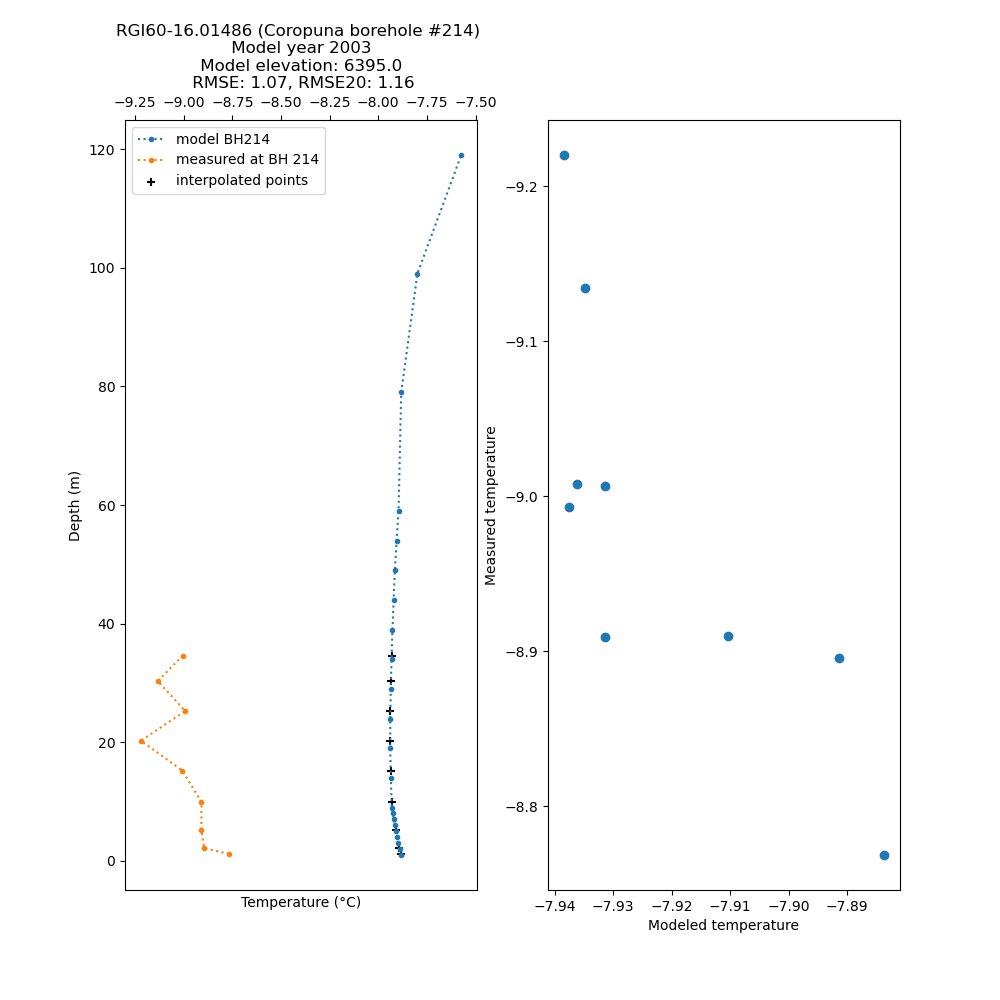 RGI60-16.01486 (Coropuna borehole #214)
Model year 2003
Model elevation: 6395.0
RMSE: 1.07, RMSE20: 1.16
−9.25 −9.00 −8.75 −8.50 −8.25 −8.00 −7.75 −7.50
model BH214
measured at BH 214
interpolated points
120
100
80
60
40
20
0
Depth (m)
Temperature (°C)
−9.2
−9.1
−9.0
−8.9
−8.8
Measured temperature
−7.94 −7.93 −7.92 −7.91 −7.90 −7.89
Modeled temperature